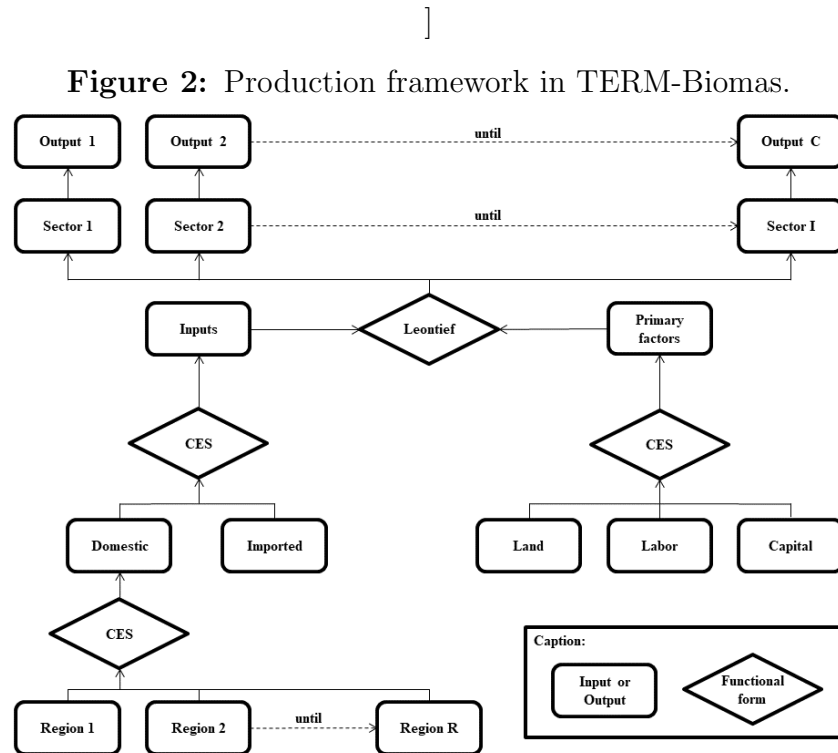 ]
Figure 2: Production framework in TERM-Biomas.
Output 1
Output 2
until
Output C
Sector 1
Sector 2
until
Sector I
Inputs
Leontief
Primary
factors
CES
CES
Domestic
Imported
Land
Labor
Capital
CES
Caption:
Input or
Output
Functional
form
Region 1
Region 2
until
Region R